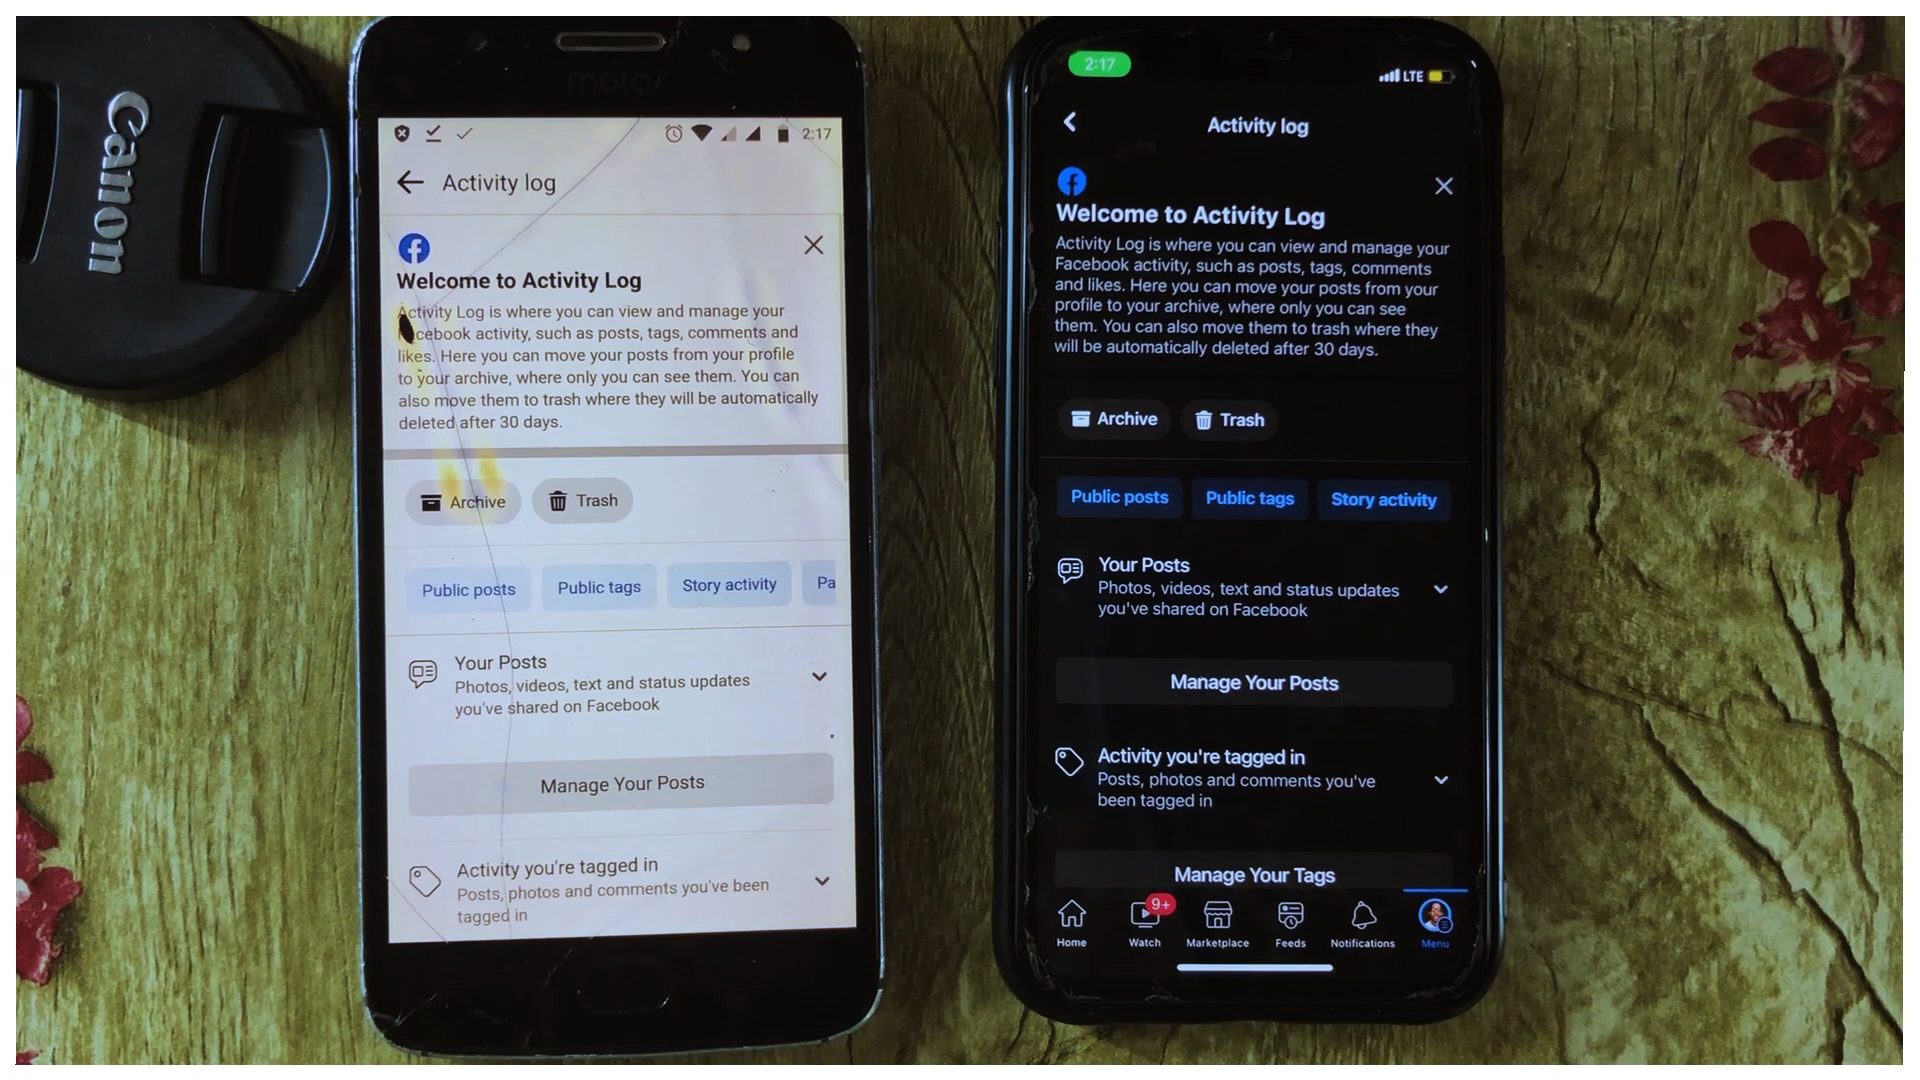 Canon
moto
2:17
Activity log
Welcome to Activity Log
Activity Log is where you can view and manage your
Facebook activity, such as posts, tags, comments and
likes. Here you can move your posts from your profile
to your archive, where only you can see them. You can
also move them to trash where they will be automatically
deleted after 30 days.
Archive
Trash
Public posts
Public tags
Story activity
Pa
Your Posts
Photos, videos, text and status updates
you've shared on Facebook
Manage Your Posts
Activity you're tagged in
Posts, photos and comments you've been
tagged in
2:17
LTE
Activity log
Welcome to Activity Log
Activity Log is where you can view and manage your
Facebook activity, such as posts, tags, comments
and likes. Here you can move your posts from your
profile to your archive, where only you can see
them. You can also move them to trash where they
will be automatically deleted after 30 days.
Archive
Trash
Public posts
Public tags
Story activity
Your Posts
Photos, videos, text and status updates
you've shared on Facebook
Manage Your Posts
Activity you're tagged in
Posts, photos and comments you've
been tagged in
Manage Your Tags
9+
Home
Watch
Marketplace
Feeds
Notifications
Menu